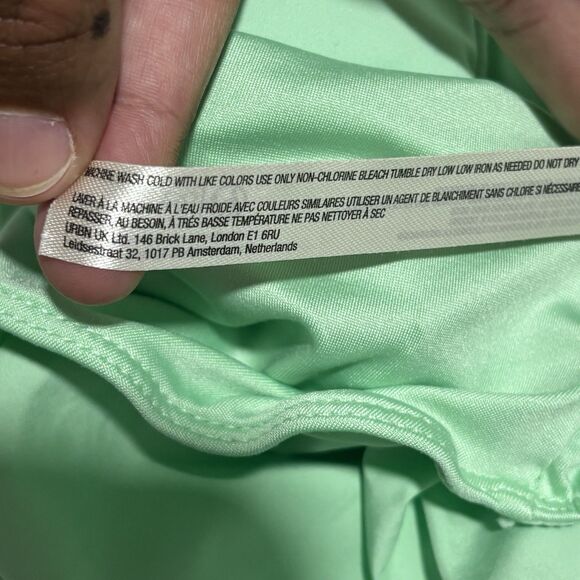 MACHINE WASH COLD WITH LIKE COLORS USE ONLY NON-CHLORINE BLEACH TUMBLE DRY LOW LOW IRON AS NEEDED DO NOT DRY
LAVER À LA MACHINE À L'EAU FROIDE AVEC COULEURS SIMILAIRES UTILISER UN AGENT DE BLANCHIMENT SANS CHLORE SI NÉCESSAIRE
REPASSER, AU BESOIN, À TRÈS BASSE TEMPÉRATURE NE PAS NETTOYER À SEC
URBN UK Ltd. 146 Brick Lane, London E1 6RU
Leidsestraat 32, 1017 PB Amsterdam, Netherlands